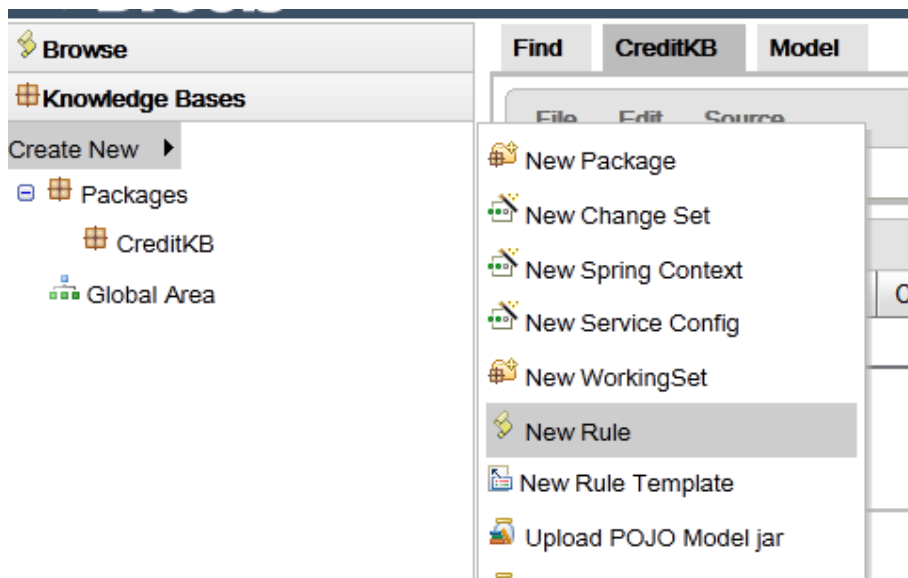 Browse
Knowledge Bases
Create New
Packages
CreditKB
Global Area
Find CreditKB Model
File Edit Source
New Package
New Change Set
New Spring Context
New Service Config
New WorkingSet
New Rule
New Rule Template
Upload POJO Model jar